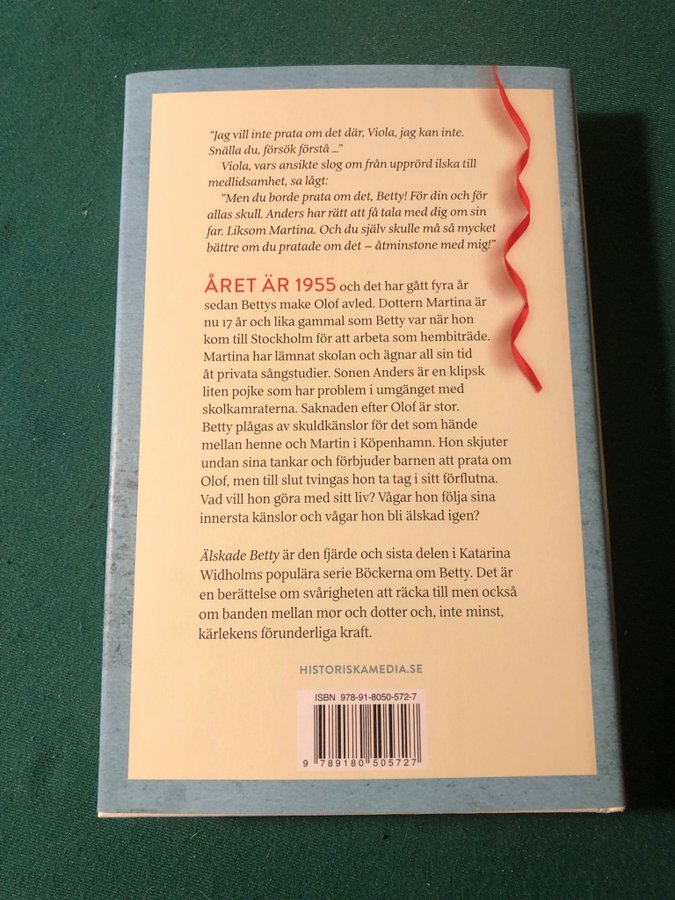 "Jag vill inte prata om det där, Viola, jag kan inte.
Snälla du, försök förstå ..."
Viola, vars ansikte slog om från upprörd ilska till
medlidsamhet, sa lågt:
"Men du borde prata om det, Betty! För din och för
allas skull. Anders har rätt att få tala med dig om sin
far. Liksom Martina. Och du själv skulle må så mycket
bättre om du pratade om det – åtminstone med mig!"
ÅRET ÄR 1955 och det har gått fyra år
sedan Bettys make Olof avled. Dottern Martina är
nu 17 år och lika gammal som Betty var när hon
kom till Stockholm för att arbeta som hembiträde.
Martina har lämnat skolan och ägnar all sin tid
åt privata sångstudier. Sonen Anders är en klipsk
liten pojke som har problem i umgänget med
skolkamraterna. Saknaden efter Olof är stor.
Betty plågas av skuldkänslor för det som hände
mellan henne och Martin i Köpenhamn. Hon skjuter
undan sina tankar och förbjuder barnen att prata om
Olof, men till slut tvingas hon ta tag i sitt förflutna.
Vad vill hon göra med sitt liv? Vågar hon följa sina
innersta känslor och vågar hon bli älskad igen?
Älskade Betty är den fjärde och sista delen i Katarina
Widholms populära serie Böckerna om Betty. Det är
en berättelse om svårigheten att räcka till men också
om banden mellan mor och dotter och, inte minst,
kärlekens förunderliga kraft.
HISTORISKAMEDIA.SE
ISBN 978-91-8050-572-7
9 789180 505727